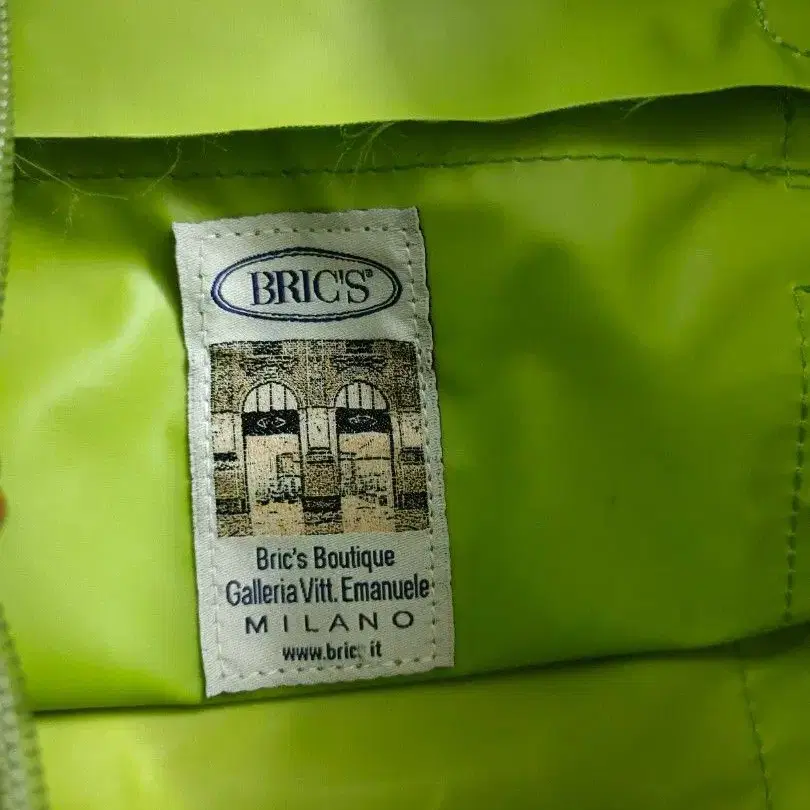 BRIC'S®
Bric's Boutique
Galleria Vitt. Emanuele
MILANO